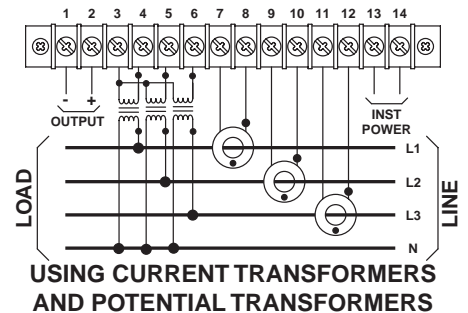 1 2 3 4 5 6 7 8 9 10 11 12 13 14
- +
OUTPUT
INST
POWER
LOAD
LINE
L1
L2
L3
N
USING CURRENT TRANSFORMERS
AND POTENTIAL TRANSFORMERS